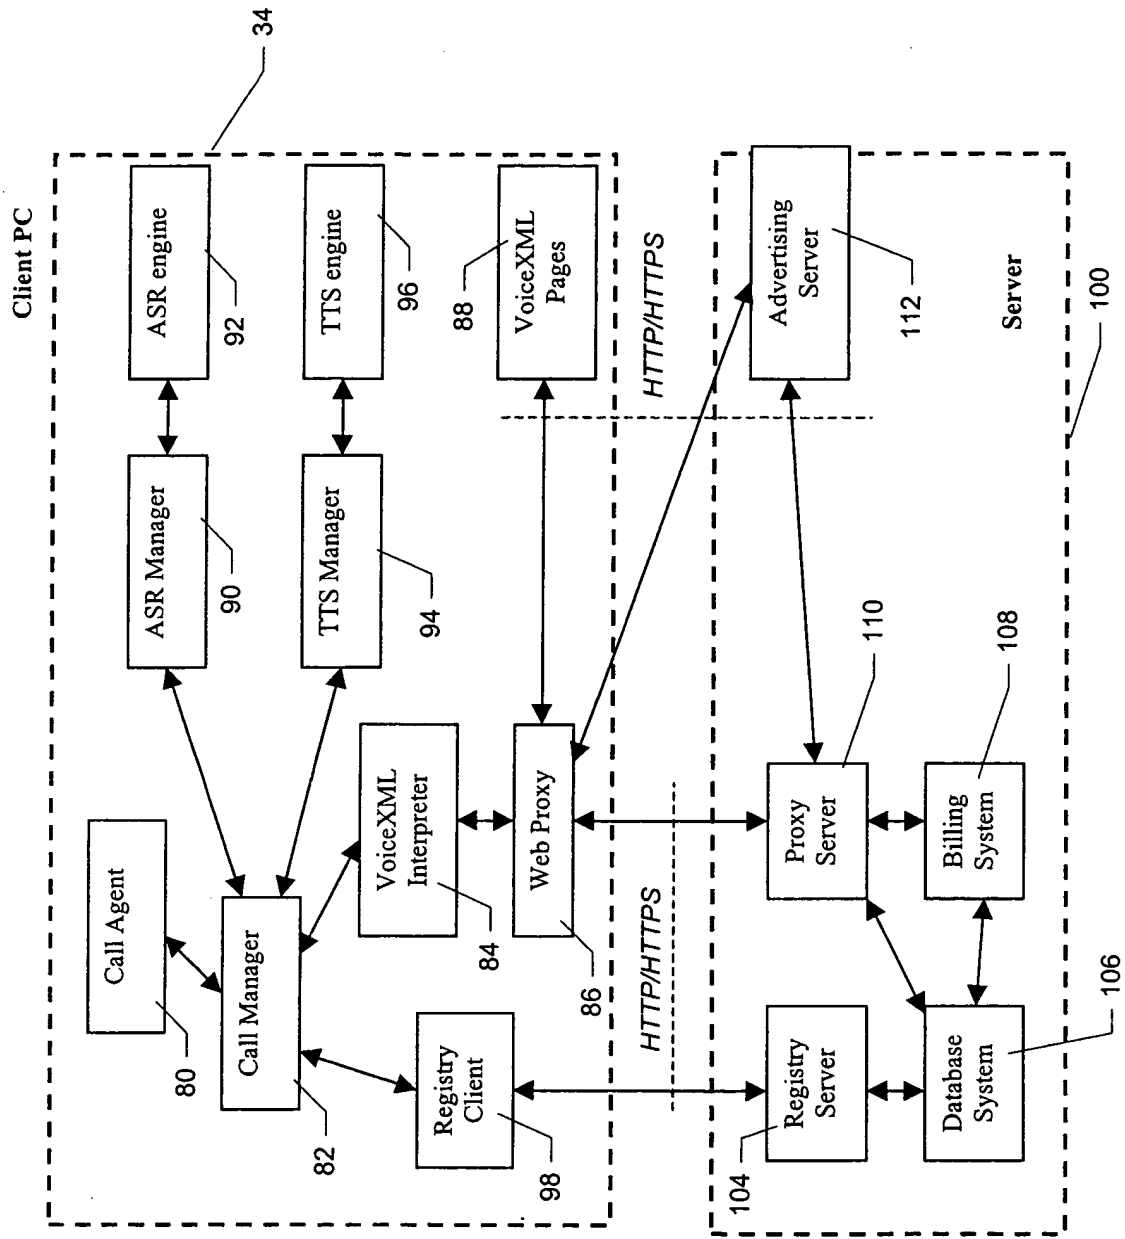 Client PC
34
Call Agent
80
Call Manager
82
ASR Manager
90
ASR engine
92
TTS Manager
94
TTS engine
96
Registry
Client
98
VoiceXML
Interpreter
84
Web Proxy
86
VoiceXML
Pages
88
HTTP/HTTPS
HTTP/HTTPS
Registry
Server
104
Proxy
Server
110
Advertising
Server
112
Database
System
106
Billing
System
108
Server
100